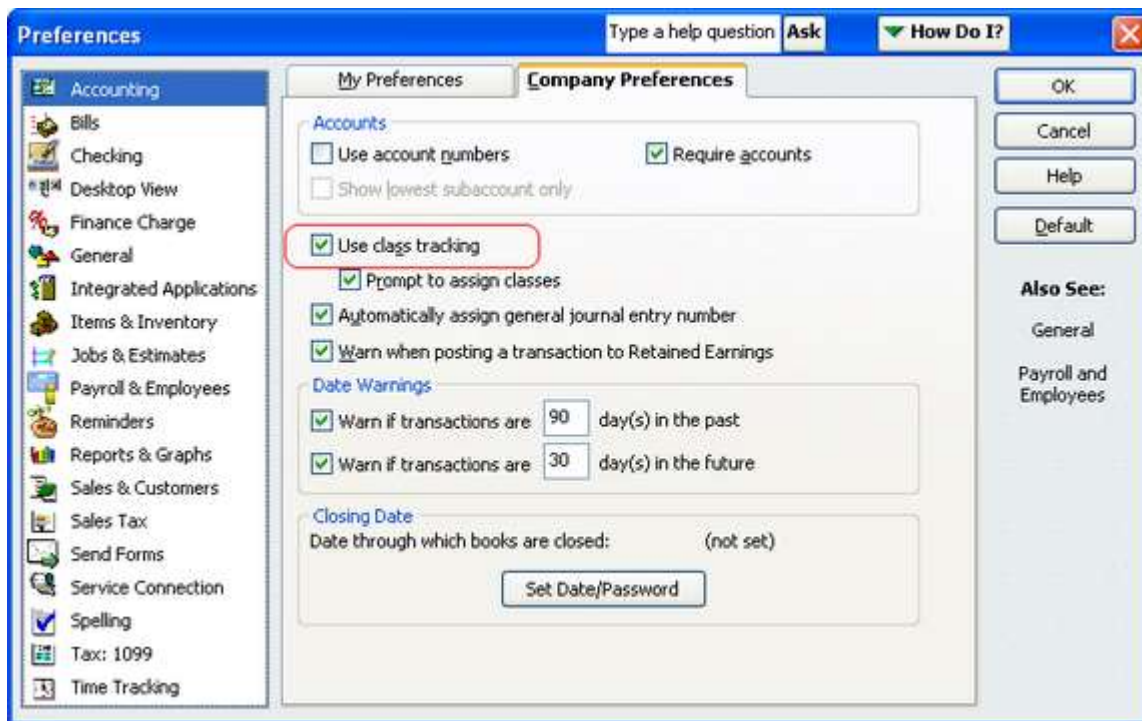 Preferences
Type a help question Ask
How Do I?
Accounting
Bills
Checking
Desktop View
Finance Charge
General
Integrated Applications
Items & Inventory
Jobs & Estimates
Payroll & Employees
Reminders
Reports & Graphs
Sales & Customers
Sales Tax
Send Forms
Service Connection
Spelling
Tax: 1099
Time Tracking
My Preferences
Company Preferences
Accounts
Use account numbers
Require accounts
Show lowest subaccount only
Use class tracking
Prompt to assign classes
Automatically assign general journal entry number
Warn when posting a transaction to Retained Earnings
Date Warnings
Warn if transactions are 90 day(s) in the past
Warn if transactions are 30 day(s) in the future
Closing Date
Date through which books are closed: (not set)
Set Date/Password
OK
Cancel
Help
Default
Also See:
General
Payroll and
Employees